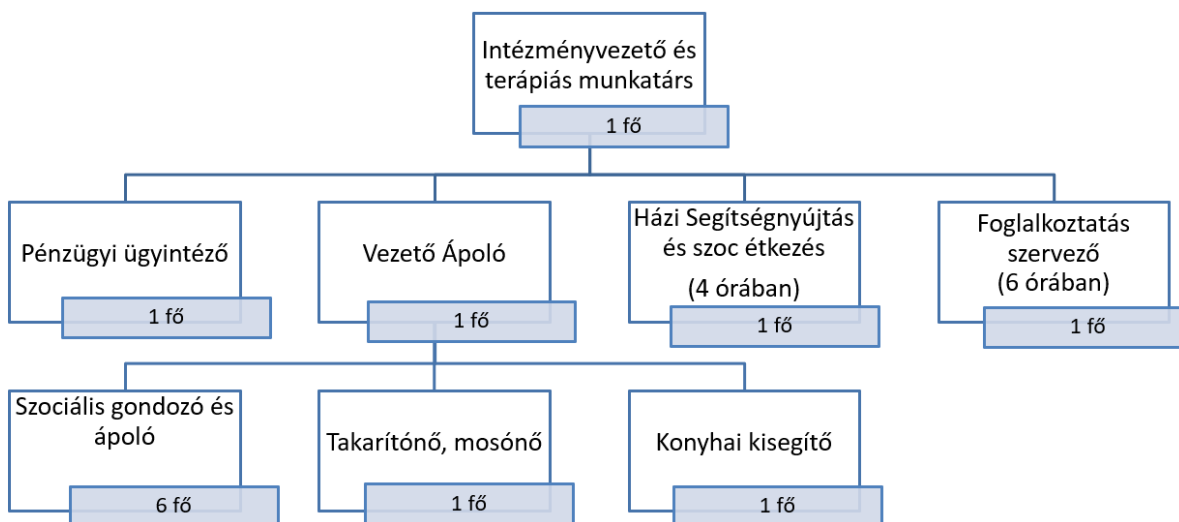 Intézményvezető és
terápiás munkatárs
1 fő
Pénzügyi ügyintéző
1 fő
Vezető Ápoló
1 fő
Házi Segítségnyújtás
és szoc étkezés
(4 órában)
1 fő
Foglalkoztatás
szervező
(6 órában)
1 fő
Szociális gondozó és
ápoló
6 fő
Takarítónő, mosónő
1 fő
Konyhai kisegítő
1 fő